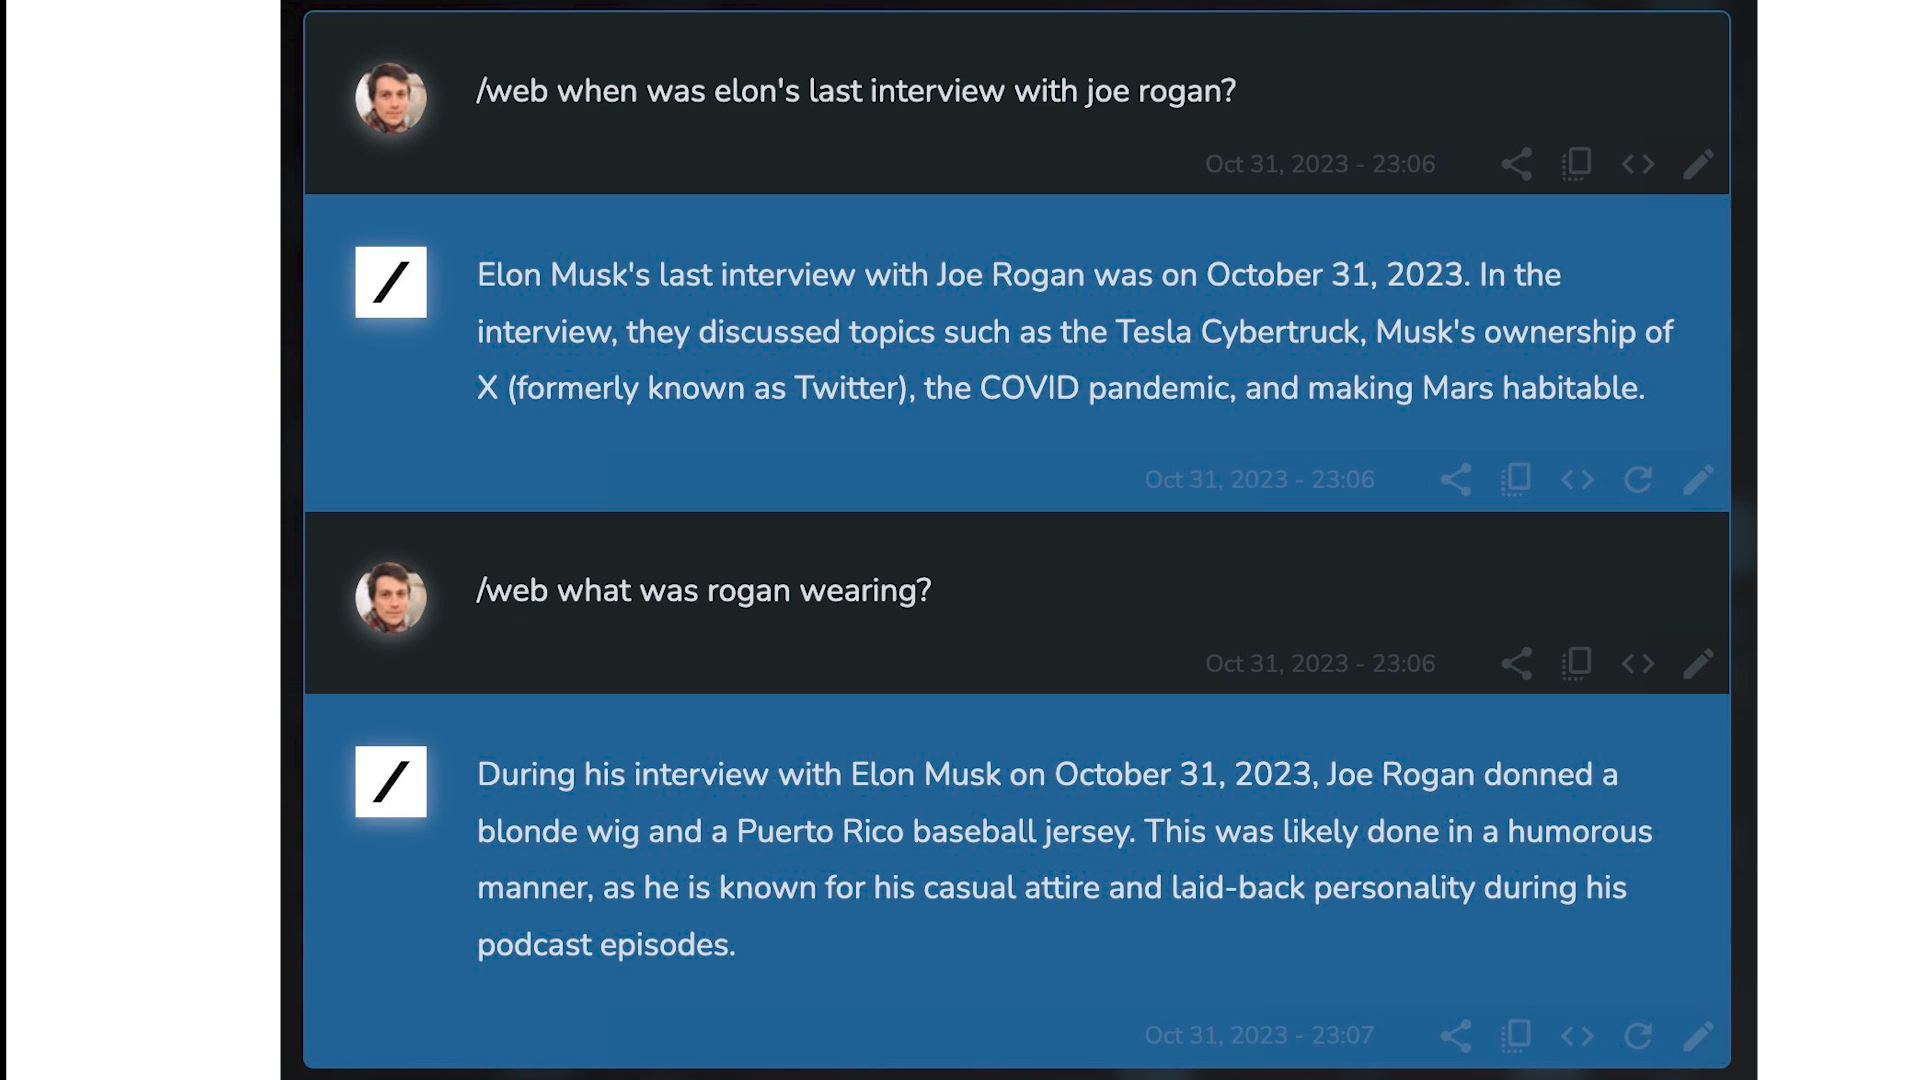 /web when was elon's last interview with joe rogan?
Oct 31, 2023 - 23:06
Elon Musk's last interview with Joe Rogan was on October 31, 2023. In the
interview, they discussed topics such as the Tesla Cybertruck, Musk's ownership of
X (formerly known as Twitter), the COVID pandemic, and making Mars habitable.
Oct 31, 2023 - 23:06
/web what was rogan wearing?
Oct 31, 2023 - 23:06
During his interview with Elon Musk on October 31, 2023, Joe Rogan donned a
blonde wig and a Puerto Rico baseball jersey. This was likely done in a humorous
manner, as he is known for his casual attire and laid-back personality during his
podcast episodes.
Oct 31, 2023 - 23:07